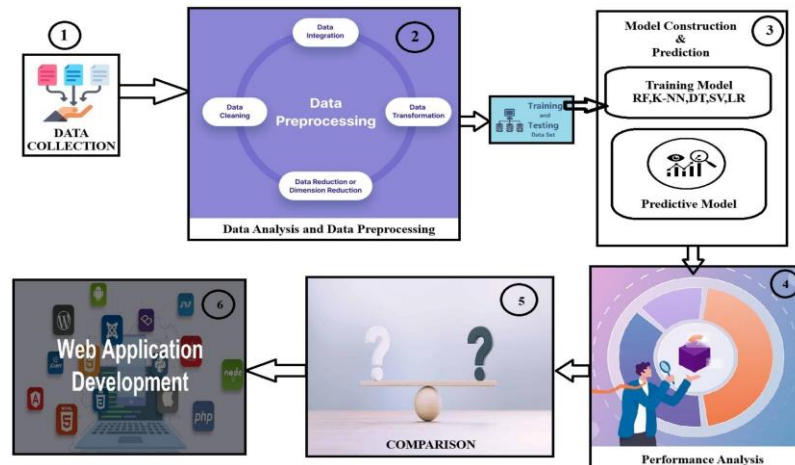 1
DATA
COLLECTION
2
Data
Integration
Data
Cleaning
Data
Preprocessing
Data
Transformation
Data Reduction or
Dimension Reduction
Data Analysis and Data Preprocessing
Training
and
Testing
Data Set
3
Model Construction
&
Prediction
Training Model
RF,K-NN,DT,SV,LR
Predictive Model
4
Performance Analysis
5
?
?
COMPARISON
6
Web Application
Development
node
php